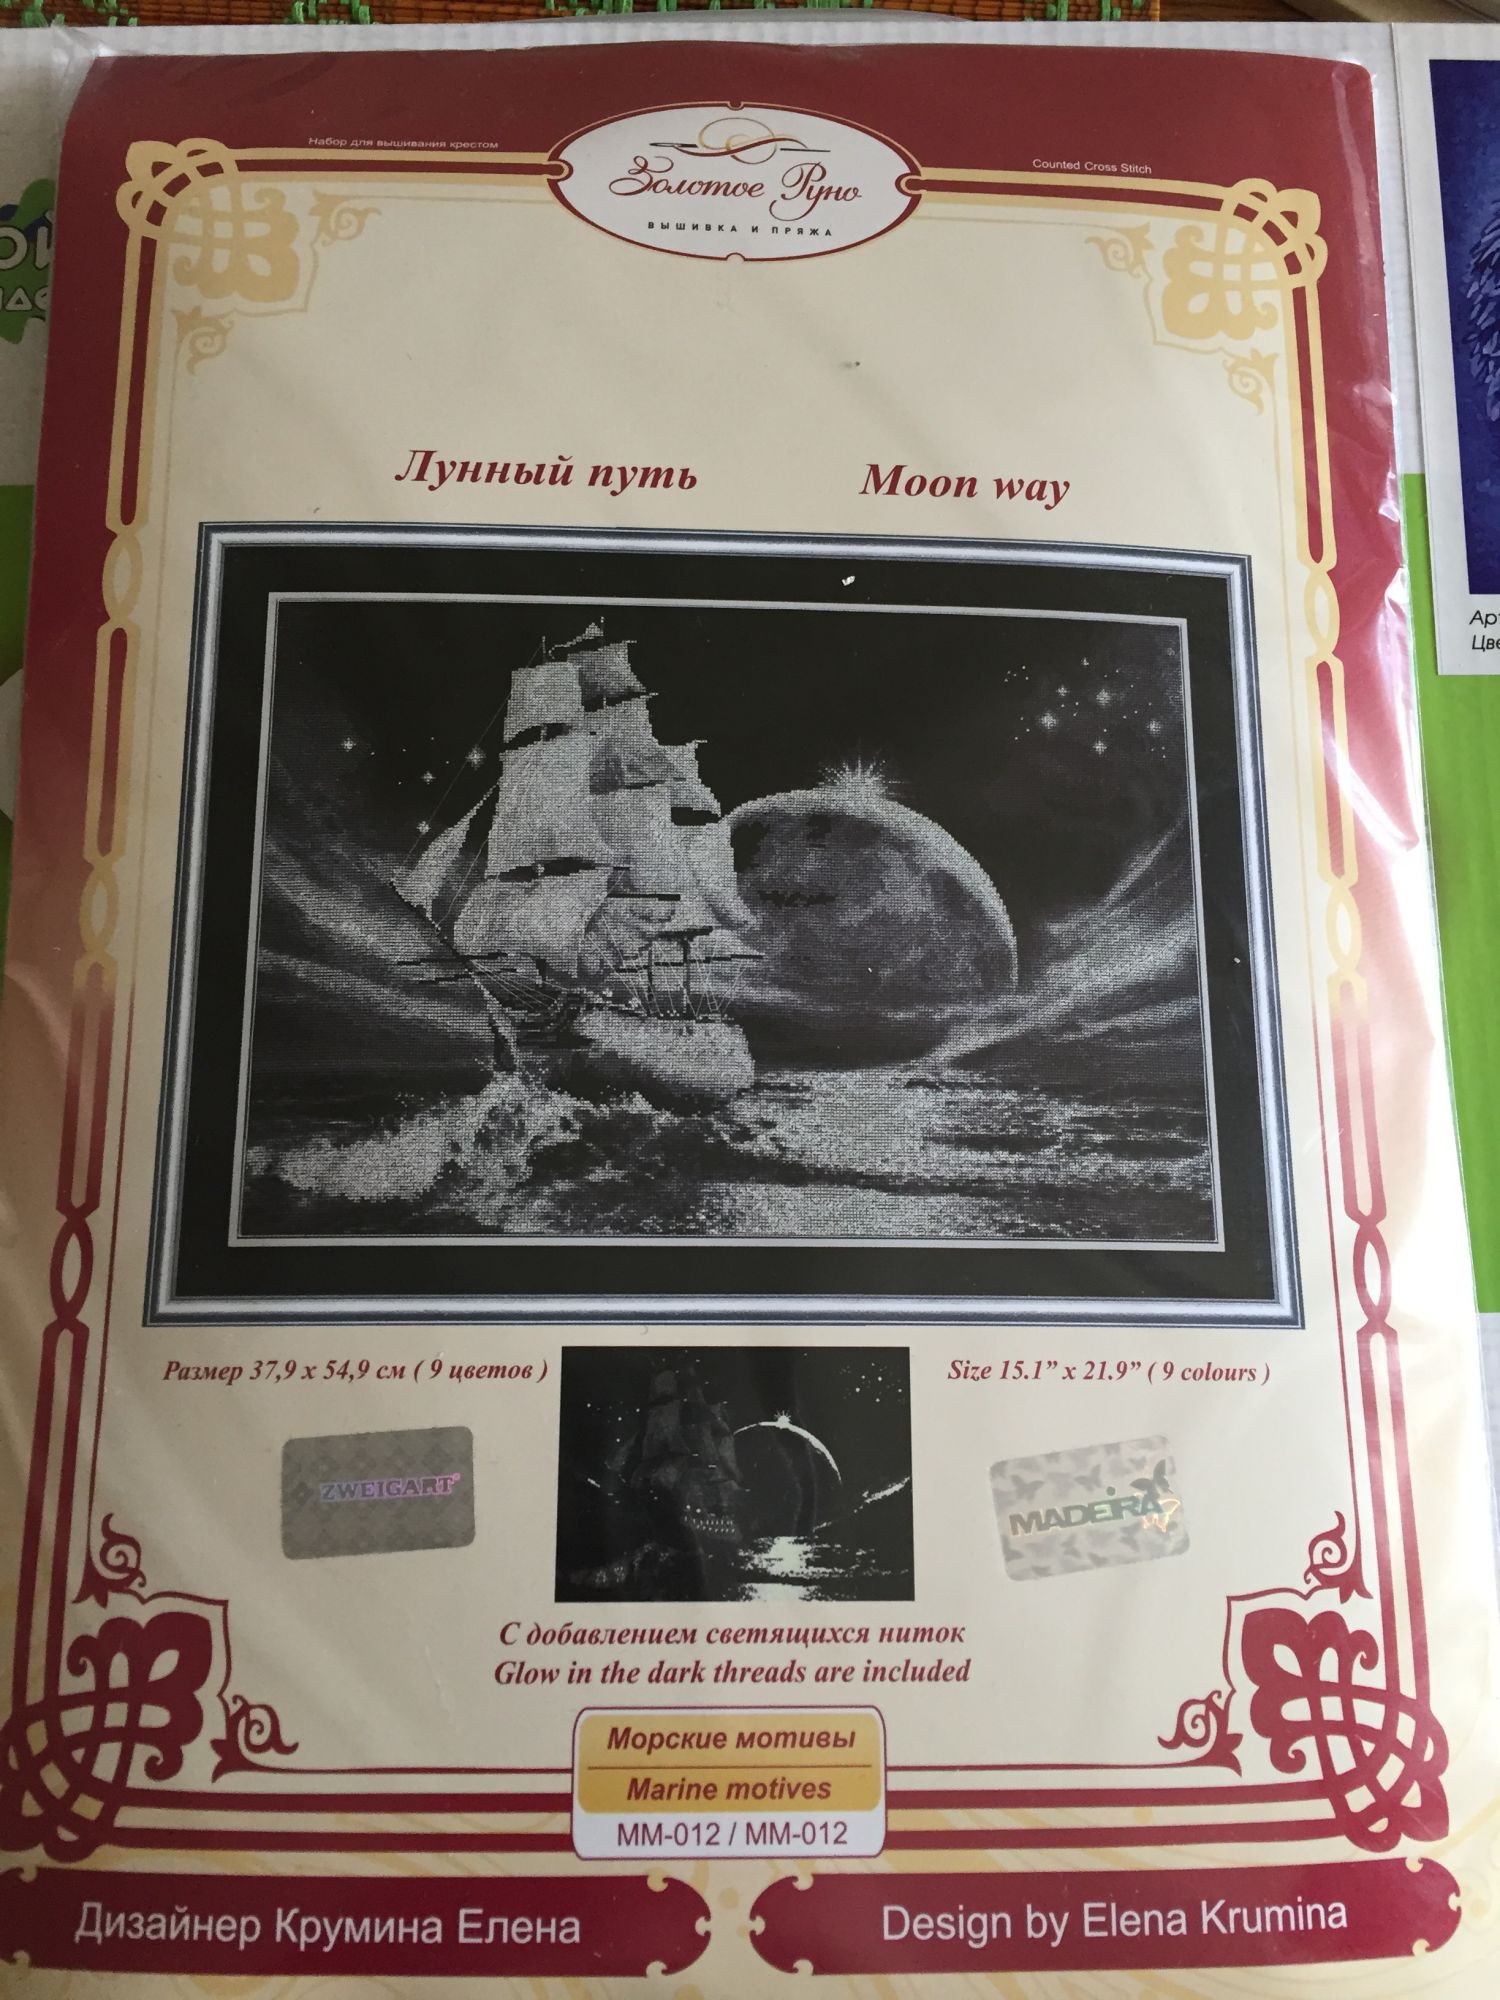 Набор для вышивания крестом
Counted Cross Stitch
Золотое Руно
ВЫШИВКА И ПРЯЖА
Лунный путь
Moon way
Размер 37,9 x 54,9 см ( 9 цветов )
Size 15.1” x 21.9” ( 9 colours )
ZWEIGART®
MADEIRA
С добавлением светящихся ниток
Glow in the dark threads are included
Морские мотивы
Marine motives
ММ-012 / MM-012
Дизайнер Крумина Елена
Design by Elena Krumina